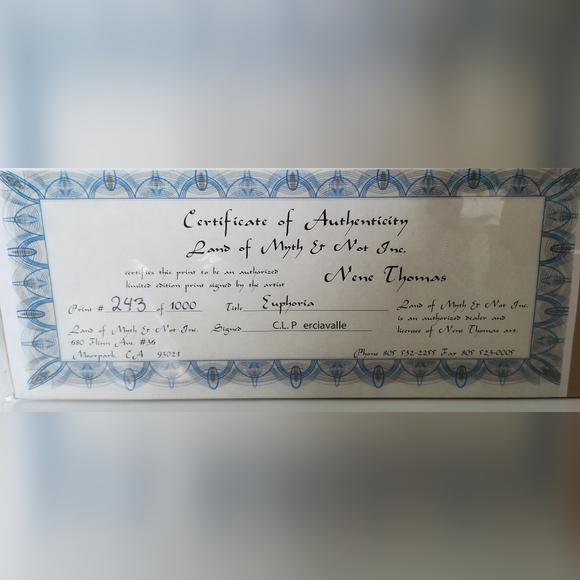 Certificate of Authenticity
Land of Myth & Not Inc.
certifies this print to be an authorized
limited edition print signed by the artist
Nene Thomas
Print # 243 of 1000 Title Euphoria
Land of Myth & Not Inc.
is an authorized dealer and
licenses of Nene Thomas art.
Land of Myth & Not Inc. Signed C.L.P erciavalle
680 Flinn Ave. #36
Moorpark, CA 93021
Phone 805 532-2255 Fax 805 523-0005